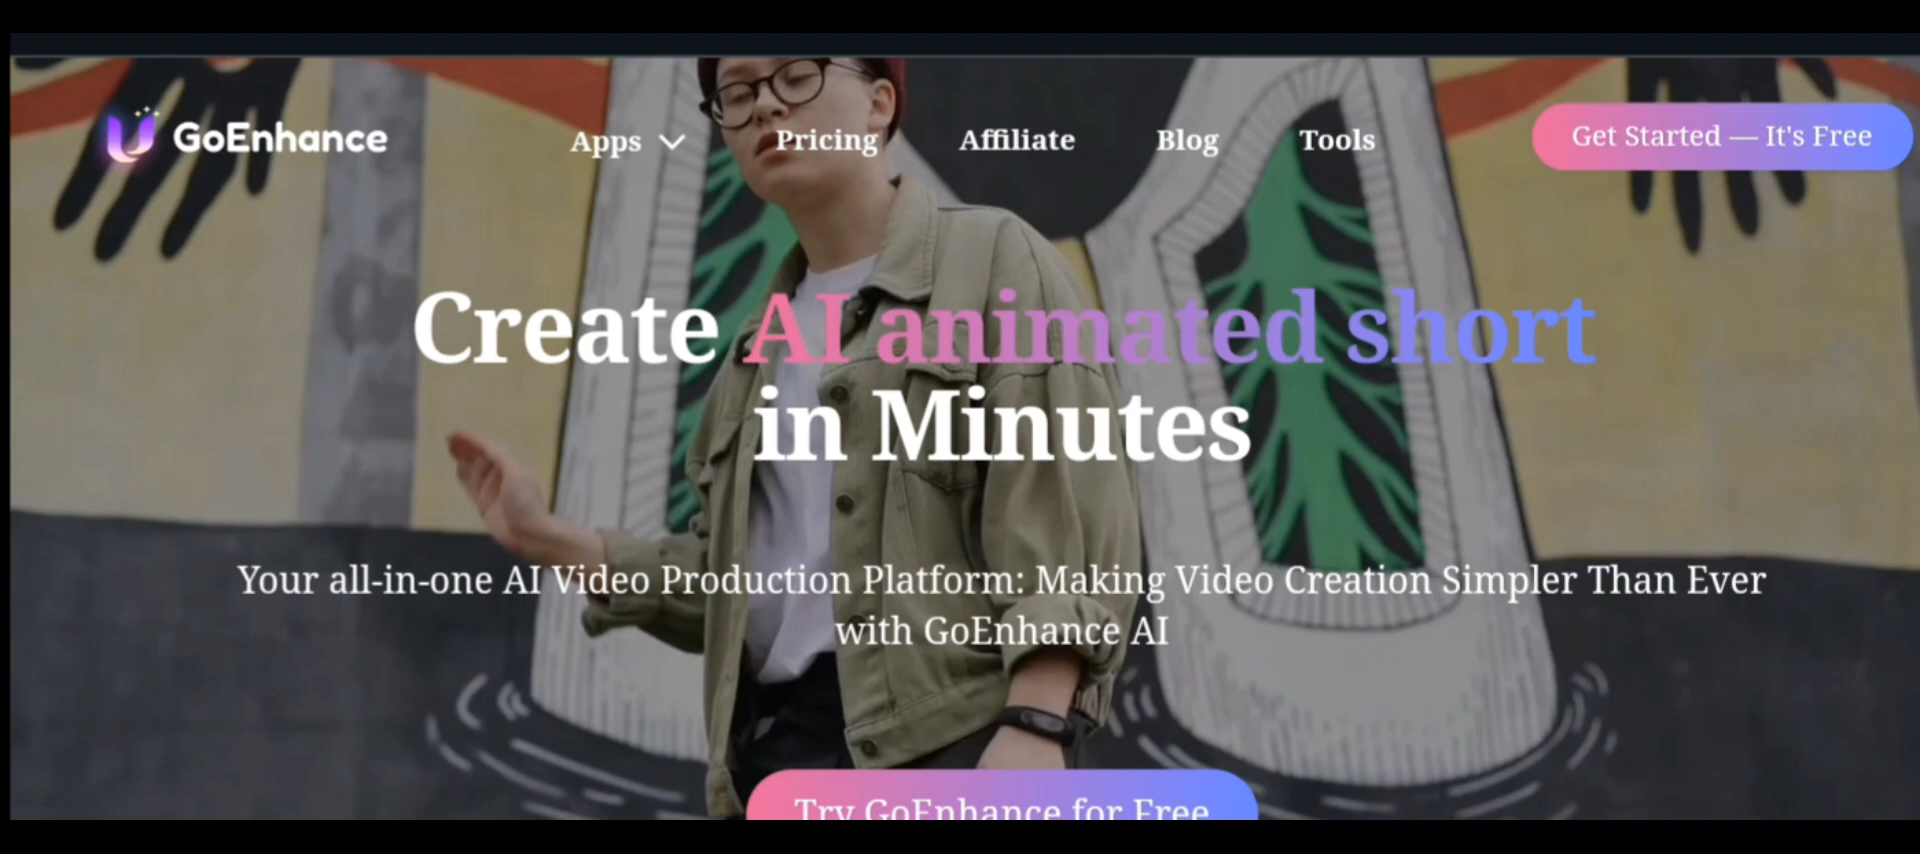 GoEnhance
Apps
Pricing
Affiliate
Blog
Tools
Get Started — It's Free
Create AI animated short
in Minutes
Your all-in-one AI Video Production Platform: Making Video Creation Simpler Than Ever
with GoEnhance AI
Try GoEnhance for Free